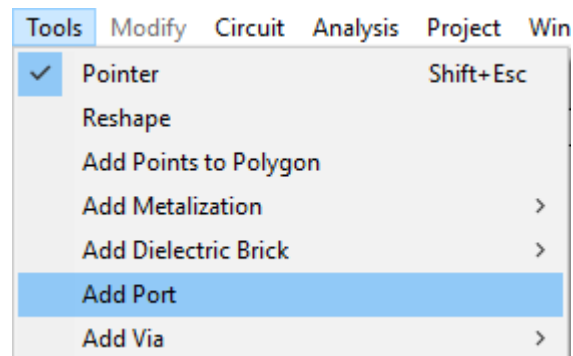 Tools Modify Circuit Analysis Project Win
Pointer Shift+Esc
Reshape
Add Points to Polygon
Add Metalization
Add Dielectric Brick
Add Port
Add Via